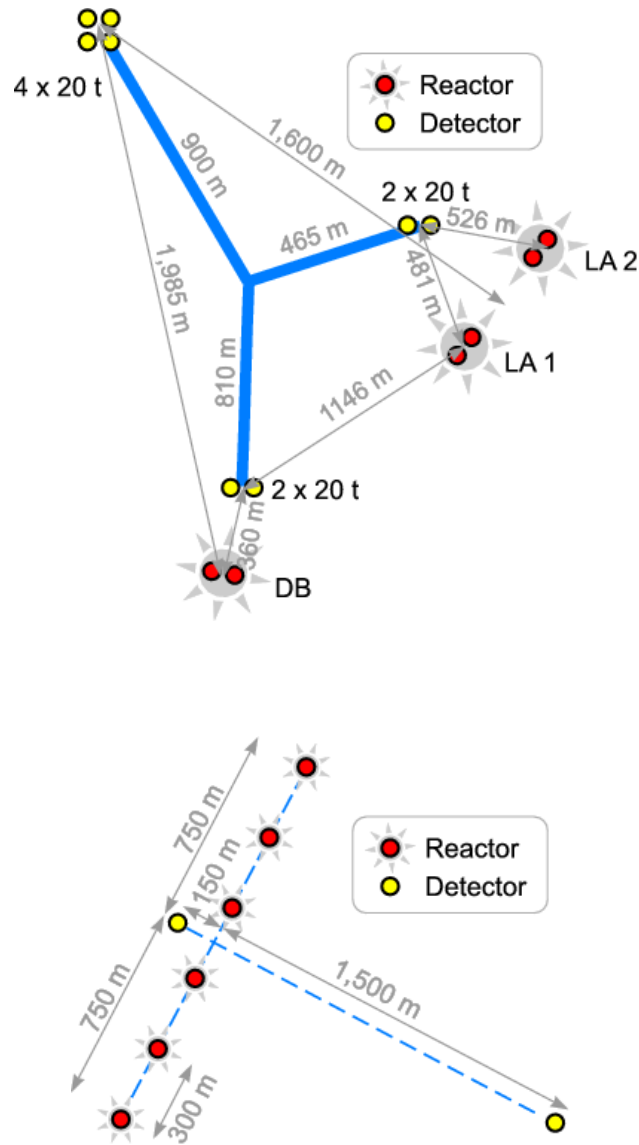 4 x 20 t
Reactor
Detector
900 m
1,600 m
2 x 20 t
465 m
526 m
LA 2
1,985 m
481 m
LA 1
810 m
1146 m
2 x 20 t
360 m
DB
750 m
Reactor
Detector
150 m
750 m
1,500 m
300 m